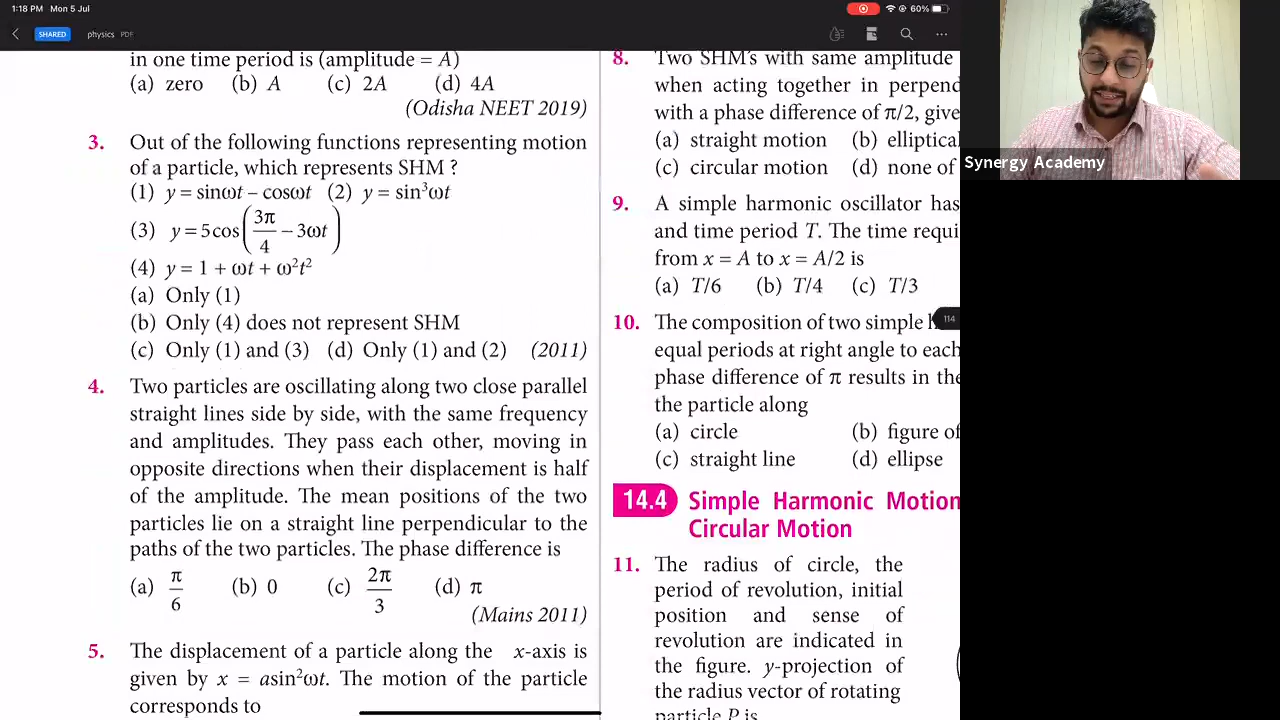 1:18 PM Mon 5 Jul
60%
SHARED physics PDF
in one time period is (amplitude = A)
(a) zero (b) A (c) 2A (d) 4A
(Odisha NEET 2019)
3. Out of the following functions representing motion
of a particle, which represents SHM ?
(1) y = sinωt – cosωt (2) y = sin³ωt
(3) y = 5cos(3π/4 – 3ωt)
(4) y = 1 + ωt + ω²t²
(a) Only (1)
(b) Only (4) does not represent SHM
(c) Only (1) and (3) (d) Only (1) and (2) (2011)
4. Two particles are oscillating along two close parallel
straight lines side by side, with the same frequency
and amplitudes. They pass each other, moving in
opposite directions when their displacement is half
of the amplitude. The mean positions of the two
particles lie on a straight line perpendicular to the
paths of the two particles. The phase difference is
(a) π/6 (b) 0 (c) 2π/3 (d) π
(Mains 2011)
5. The displacement of a particle along the x-axis is
given by x = asin²ωt. The motion of the particle
corresponds to
8. Two SHM's with same amplitude
when acting together in perpend
with a phase difference of π/2, give
(a) straight motion (b) elliptical
(c) circular motion (d) none of
9. A simple harmonic oscillator has
and time period T. The time requi
from x = A to x = A/2 is
(a) T/6 (b) T/4 (c) T/3
10. The composition of two simple h
114
equal periods at right angle to each
phase difference of π results in the
the particle along
(a) circle (b) figure of
(c) straight line (d) ellipse
14.4 Simple Harmonic Motion
Circular Motion
11. The radius of circle, the
period of revolution, initial
position and sense of
revolution are indicated in
the figure. y-projection of
the radius vector of rotating
particle P is
Synergy Academy